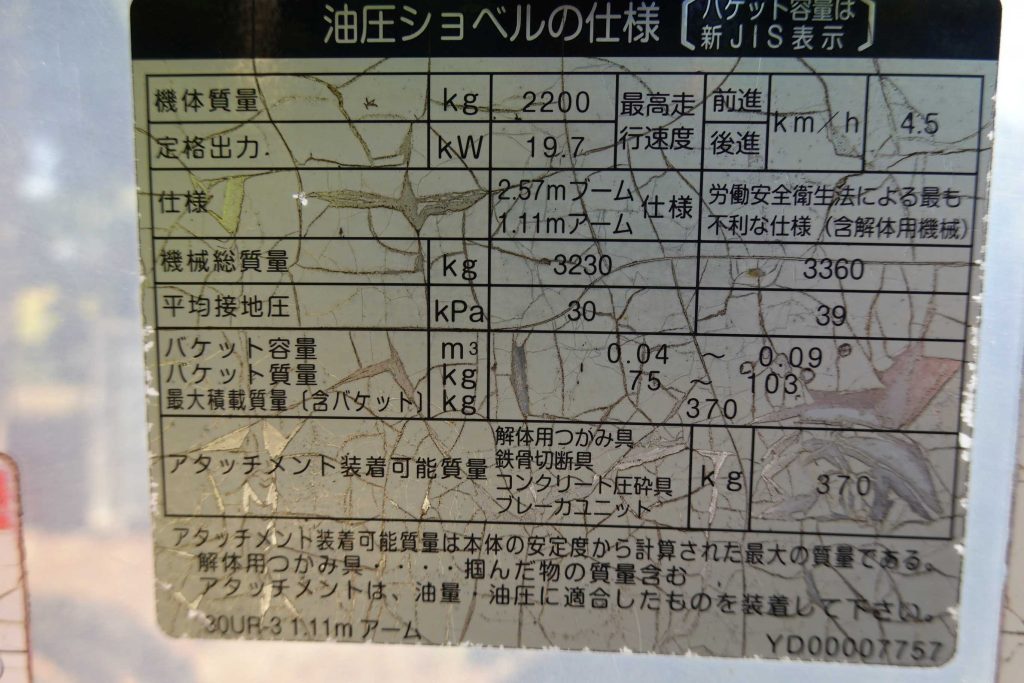 油圧ショベルの仕様 〔バケット容量は
新JIS表示〕
機体質量 kg 2200 最高走行速度 前進 km/h 4.5
定格出力. kW 19.7 後進
仕様 2.57mブーム 仕様 労働安全衛生法による最も
1.11mアーム 不利な仕様(含解体用機械)
機械総質量 kg 3230 3360
平均接地圧 kPa 30 39
バケット容量 m3 0.04 ~ 0.09
バケット質量 kg 75 ~ 103
最大積載質量〔含バケット〕 kg 370
アタッチメント装着可能質量 解体用つかみ具 kg 370
鉄骨切断具
コンクリート圧砕具
ブレーカユニット
アタッチメント装着可能質量は本体の安定度から計算された最大の質量である。
解体用つかみ具・・・・掴んだ物の質量含む
アタッチメントは、油量・油圧に適合したものを装着して下さい。
30UR-3 1.11m アーム
YD00007757